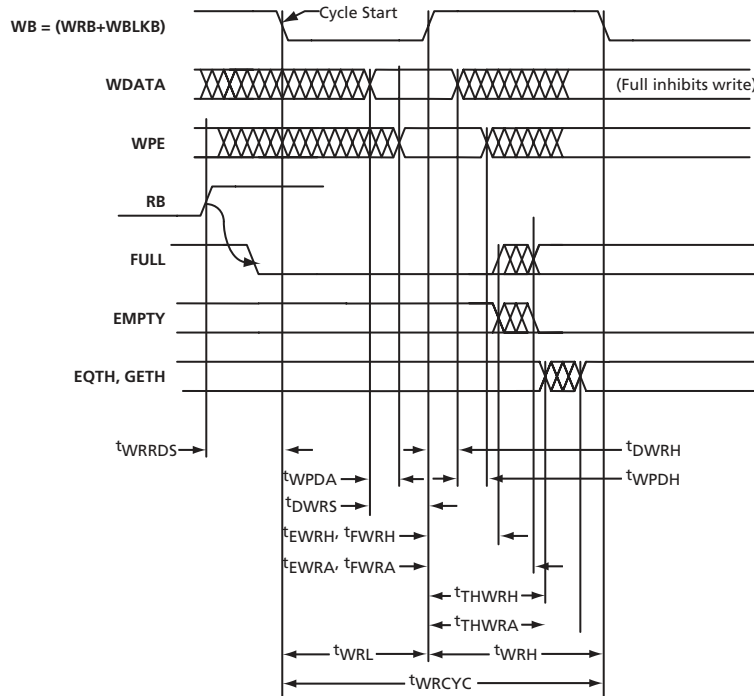 Cycle Start
WB = (WRB+WBLKB)
WDATA
(Full inhibits write)
WPE
RB
FULL
EMPTY
EQTH, GETH
tWRRDS
tDWRH
tWPDA
tWPDH
tDWRS
tEWRH, tFWRH
tEWRA, tFWRA
tTHWRH
tTHWRA
tWRL
tWRH
tWRCYC